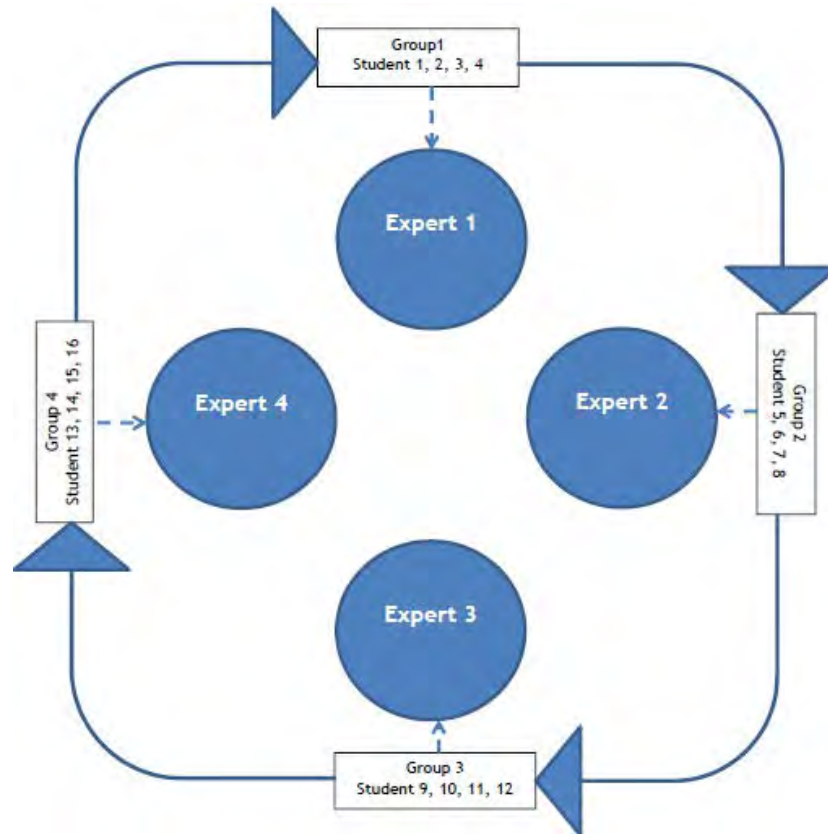 Group1
Student 1, 2, 3, 4
Expert 1
Group 2
Student 5, 6, 7, 8
Expert 2
Expert 4
Group 4
Student 13, 14, 15, 16
Expert 3
Group 3
Student 9, 10, 11, 12